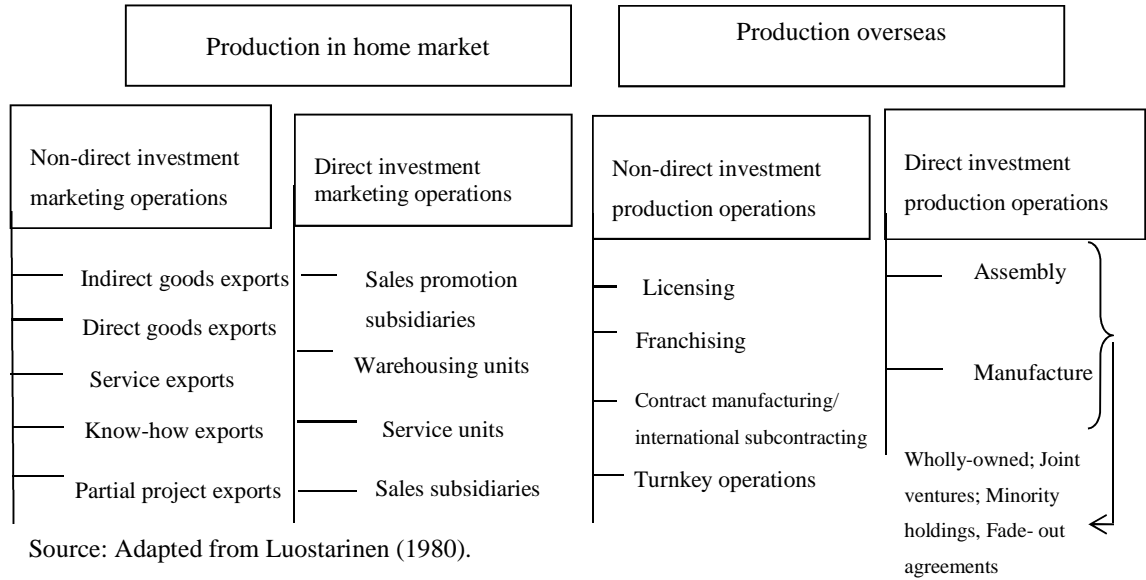 Production in home market
Production overseas
Non-direct investment
marketing operations
Indirect goods exports
Direct goods exports
Service exports
Know-how exports
Partial project exports
Direct investment
marketing operations
Sales promotion
subsidiaries
Warehousing units
Service units
Sales subsidiaries
Non-direct investment
production operations
Licensing
Franchising
Contract manufacturing/
international subcontracting
Turnkey operations
Direct investment
production operations
Assembly
Manufacture
Wholly-owned; Joint
ventures; Minority
holdings, Fade- out
agreements
Source: Adapted from Luostarinen (1980).